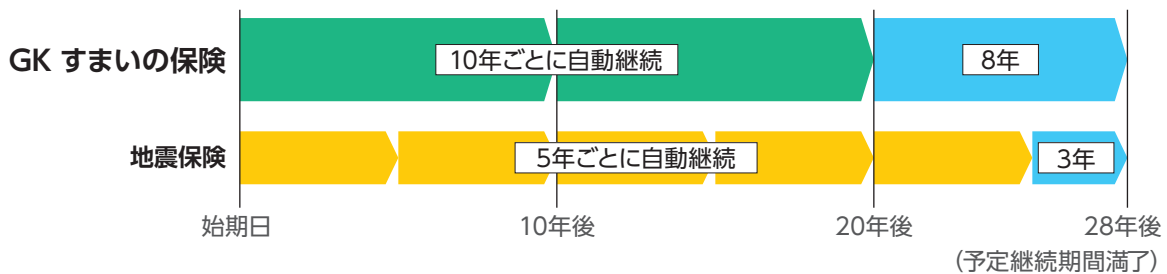 GK すまいの保険
10年ごとに自動継続
8年
地震保険
5年ごとに自動継続
3年
始期日
10年後
20年後
28年後
(予定継続期間満了)